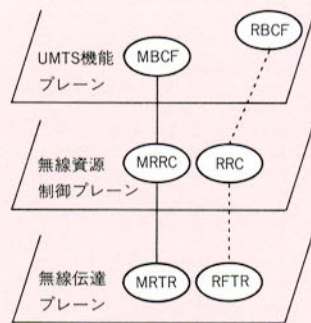 RBCF
UMTS機能 MBCF
プレーン
無線資源 MRRC RRC
制御プレーン
無線伝達 MRTR RFTR
プレーン